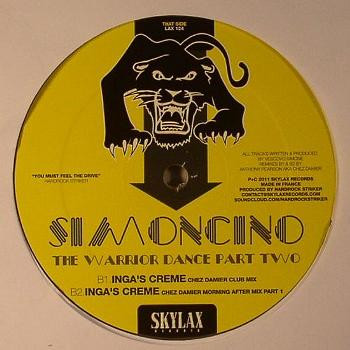 THAT SIDE
LAX 124
"YOU MUST FEEL THE DRIVE"
HARDROCK STRIKER
ALL TRACKS WRITTEN & PRODUCED
BY VESCOVO SIMONE
REMIXES B1 & B2 BY
ANTHONY PEARSON AKA CHEZ DAMIER
P+C 2011 SKYLAX RECORDS
MADE IN FRANCE
PRODUCED BY HARDROCK STRIKER
CONTACT@SKYLAXRECORDS.COM
SOUNDCLOUD.COM/HARDROCKSTRIKER
SIMONCINO
THE WARRIOR DANCE PART TWO
B1. INGA'S CREME CHEZ DAMIER CLUB MIX
B2. INGA'S CREME CHEZ DAMIER MORNING AFTER MIX PART 1
SKYLAX
RECORDS